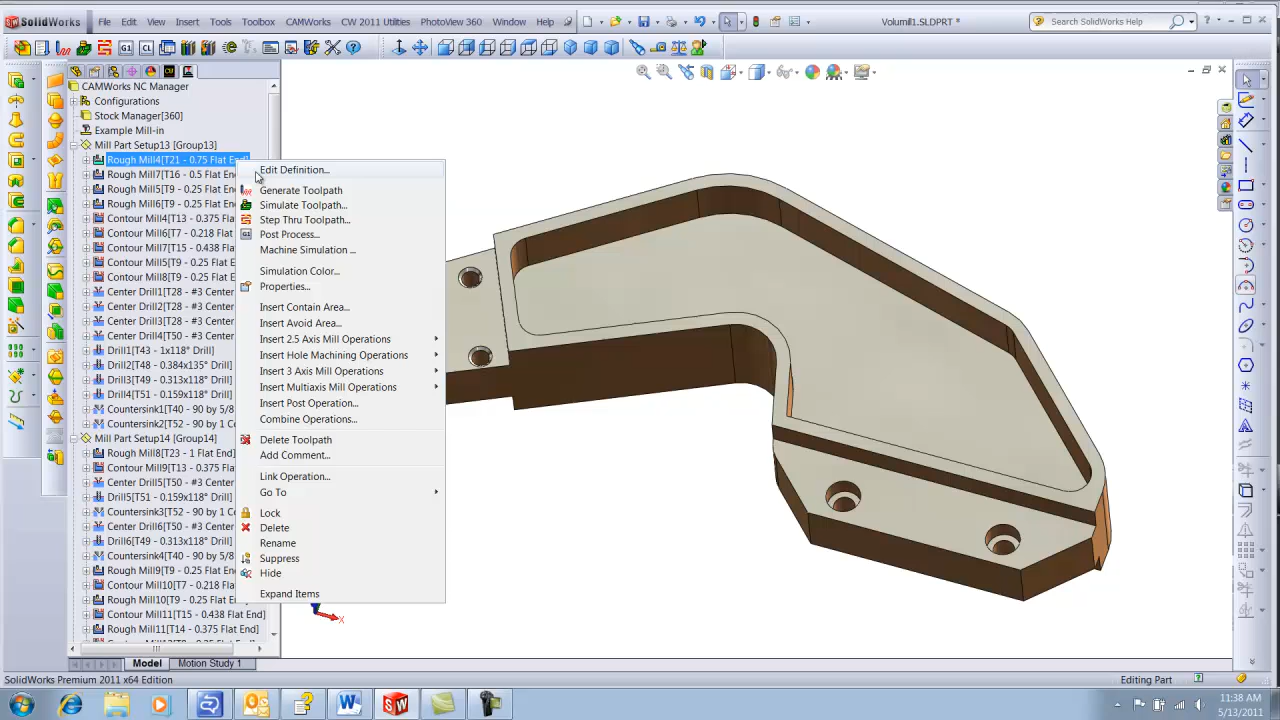 SolidWorks File Edit View Insert Tools Toolbox CAMWorks CW 2011 Utilities PhotoView 360 Window Help Volumill1.SLDPRT * Search SolidWorks Help
CAMWorks NC Manager
Configurations
Stock Manager[360]
Example Mill-in
Mill Part Setup13 [Group13]
Rough Mill4[T21 - 0.75 Flat End]
Rough Mill7[T16 - 0.5 Flat En
Rough Mill5[T9 - 0.25 Flat En
Rough Mill6[T9 - 0.25 Flat En
Contour Mill4[T13 - 0.375 Flat
Contour Mill6[T7 - 0.218 Flat
Contour Mill7[T15 - 0.438 Flat
Contour Mill5[T9 - 0.25 Flat E
Contour Mill8[T9 - 0.25 Flat E
Center Drill1[T28 - #3 Center
Center Drill2[T28 - #3 Center
Center Drill3[T28 - #3 Center
Center Drill4[T50 - #3 Center
Drill1[T43 - 1x118° Drill]
Drill2[T48 - 0.384x135° Drill]
Drill3[T49 - 0.313x118° Drill]
Drill4[T51 - 0.159x118° Drill]
Countersink1[T40 - 90 by 5/8
Countersink2[T52 - 90 by 1 C
Mill Part Setup14 [Group14]
Rough Mill8[T23 - 1 Flat End]
Contour Mill9[T13 - 0.375 Flat
Center Drill5[T50 - #3 Center
Drill5[T51 - 0.159x118° Drill]
Countersink3[T52 - 90 by 1 C
Center Drill6[T50 - #3 Center
Drill6[T49 - 0.313x118° Drill]
Countersink4[T40 - 90 by 5/8
Rough Mill9[T14 - 0.375 Flat En
Contour Mill10[T7 - 0.218 Flat
Rough Mill10[T9 - 0.25 Flat En
Contour Mill11[T15 - 0.438 Flat End]
Rough Mill11[T14 - 0.375 Flat End]
Edit Definition...
Generate Toolpath
Simulate Toolpath...
Step Thru Toolpath...
Post Process...
Machine Simulation ...
Simulation Color...
Properties...
Insert Contain Area...
Insert Avoid Area...
Insert 2.5 Axis Mill Operations
Insert Hole Machining Operations
Insert 3 Axis Mill Operations
Insert Multiaxis Mill Operations
Insert Post Operation...
Combine Operations...
Delete Toolpath
Add Comment...
Link Operation...
Go To
Lock
Delete
Rename
Suppress
Hide
Expand Items
X
Model Motion Study 1
SolidWorks Premium 2011 x64 Edition Editing Part
11:38 AM
5/13/2011